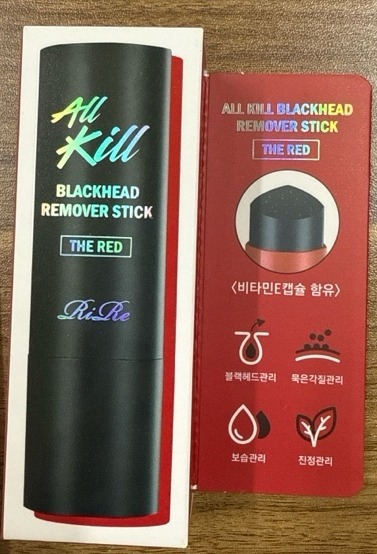 All
Kill
BLACKHEAD
REMOVER STICK
THE RED
RiRe
ALL KILL BLACKHEAD
REMOVER STICK
THE RED
〈비타민E캡슐 함유〉
블랙헤드관리
묵은각질관리
보습관리
진정관리